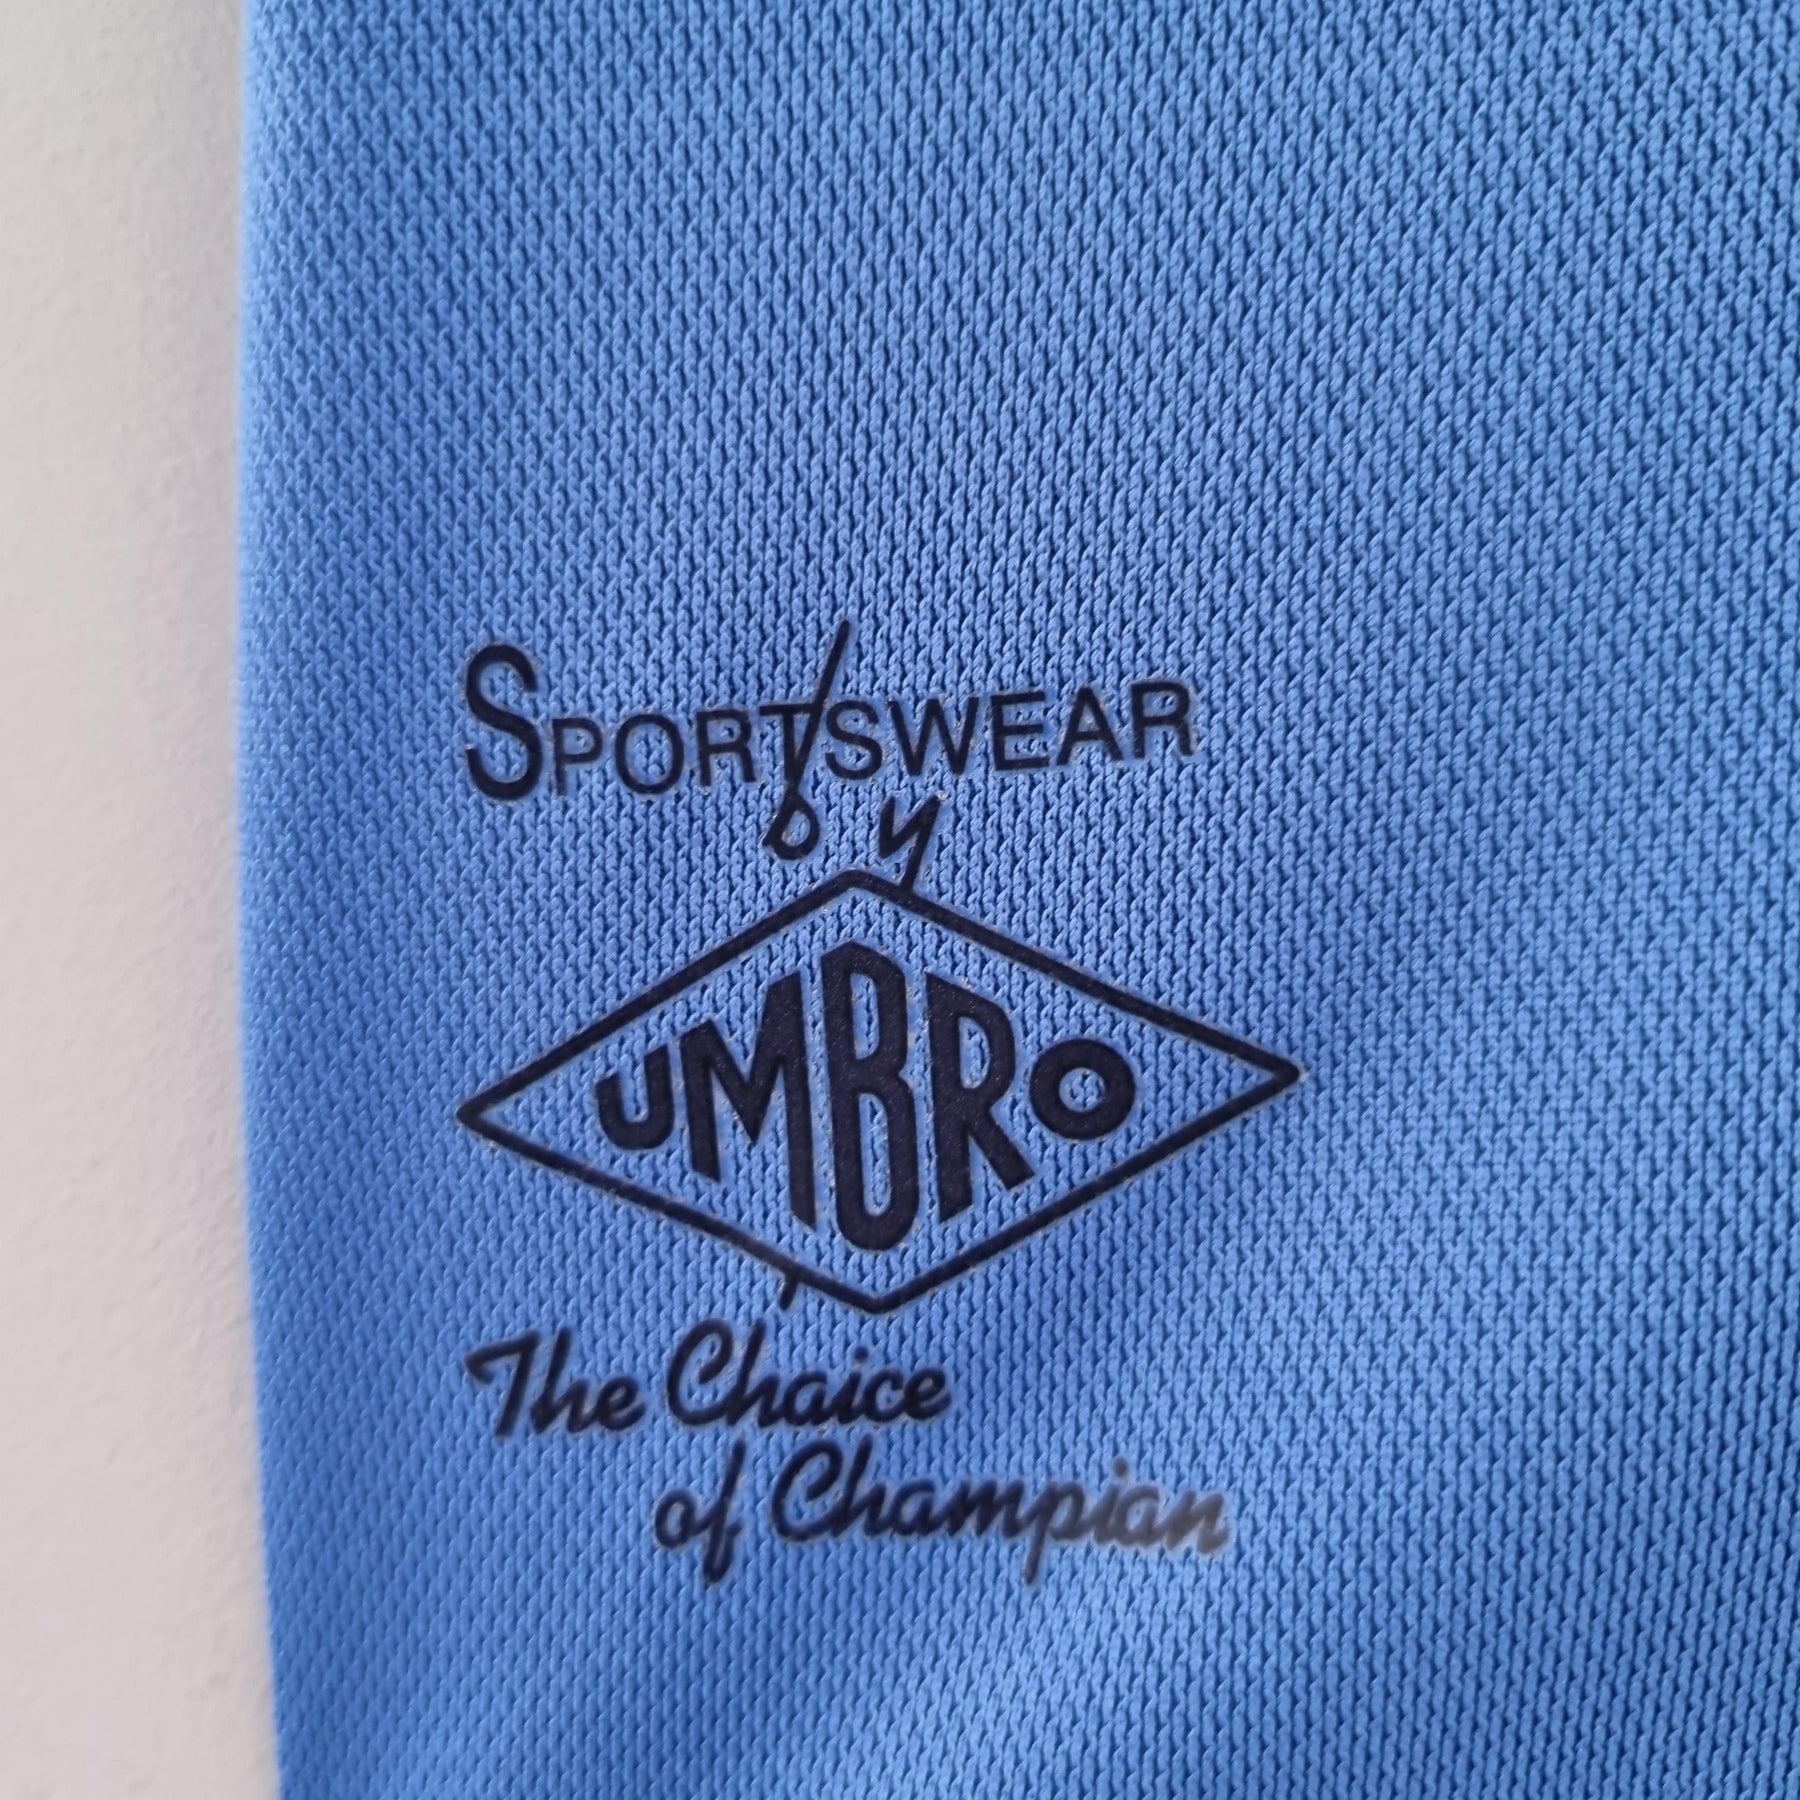 SPORTSWEAR
by
UMBRO
The Chaice
of Champian